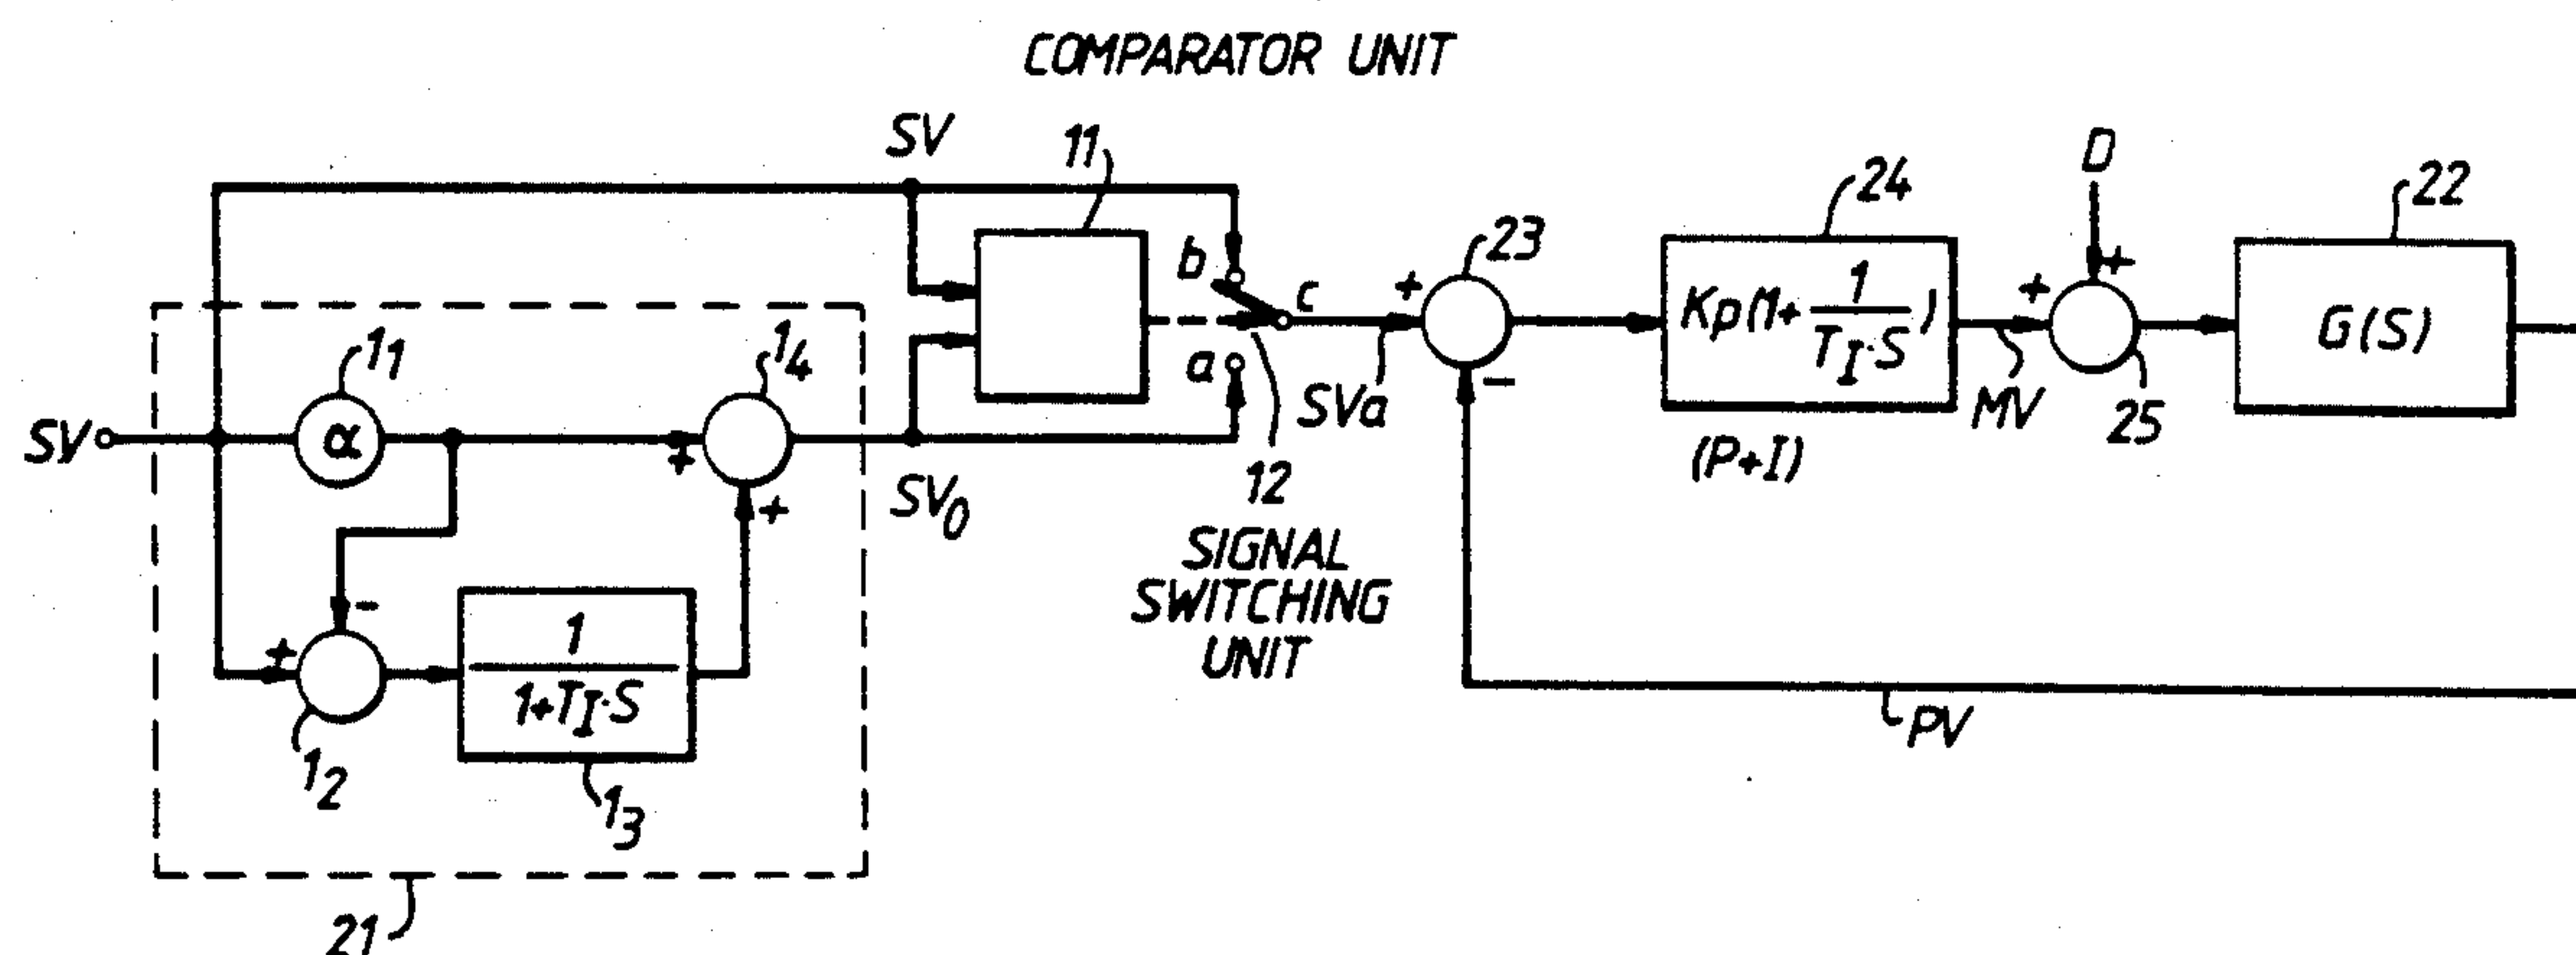 COMPARATOR UNIT
SV
11
b
c
a
12
SIGNAL
SWITCHING
UNIT
SVa
+
-
23
24
Kp(1+ 1/(TI·S))
(P+I)
MV
D
+
+
25
22
G(S)
PV
SV
α
11
14
+
+
SV0
-
+
12
1/(1+TI·S)
13
21